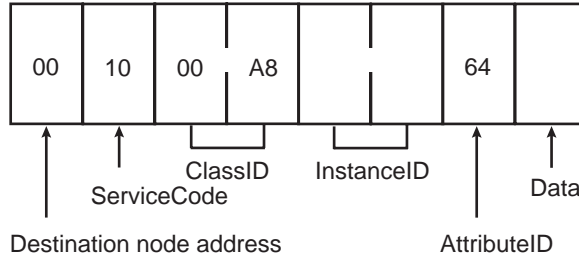 00 10 00 A8 64
ClassID InstanceID
ServiceCode Data
Destination node address AttributeID